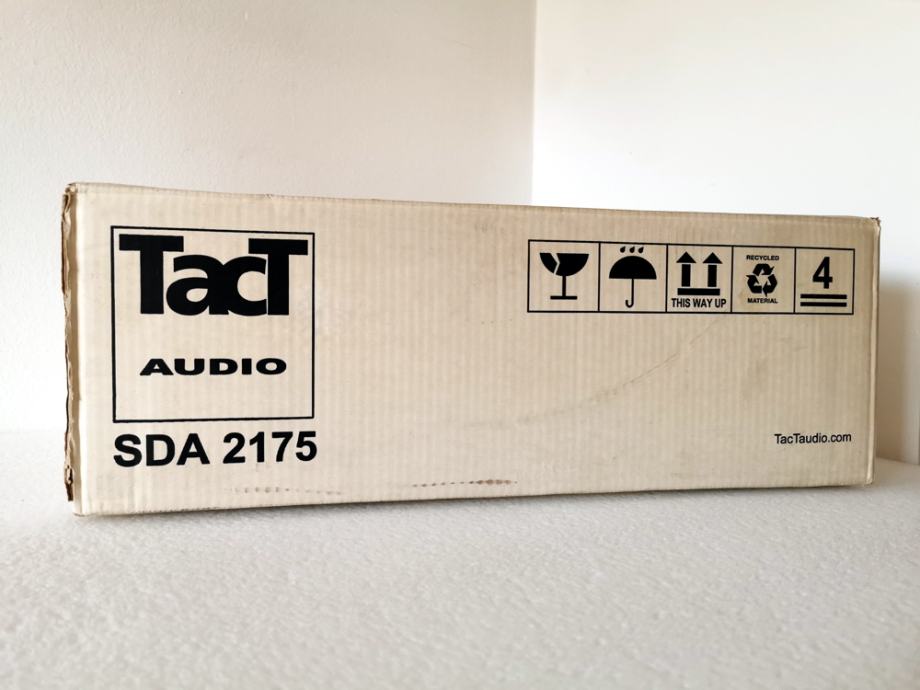 TacT
AUDIO
SDA 2175
THIS WAY UP
RECYCLED
MATERIAL
4
TacTaudio.com